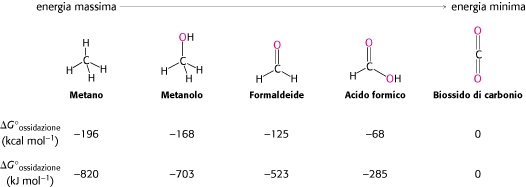 energia massima energia minima
H
C
H
H
H
OH
C
H
H
H
O
C
H
H
O
C
H
OH
O
C
O
Metano Metanolo Formaldeide Acido formico Biossido di carbonio
ΔG°ossidazione
(kcal mol–1) –196 –168 –125 –68 0
ΔG°ossidazione
(kJ mol–1) –820 –703 –523 –285 0